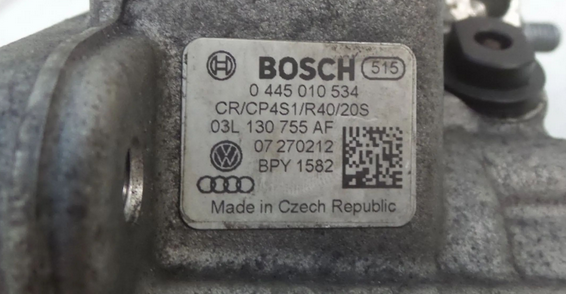 BOSCH 515
0 445 010 534
CR/CP4S1/R40/20S
03L 130 755 AF
07 270212
BPY 1582
Made in Czech Republic